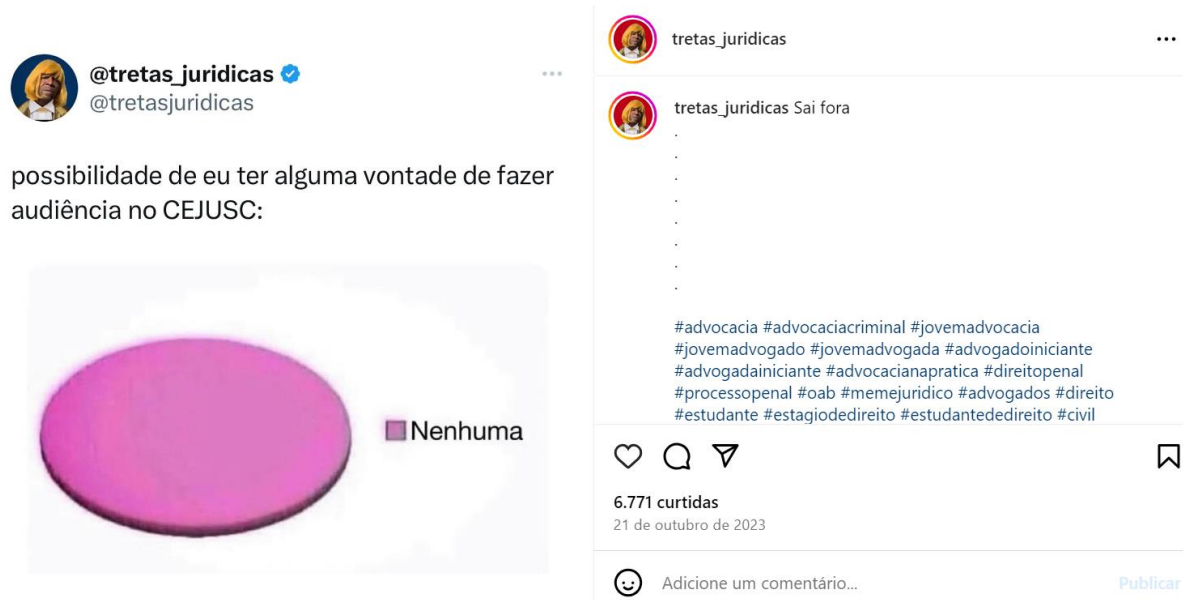 @tretas_juridicas
@tretasjuridicas
possibilidade de eu ter alguma vontade de fazer
audiência no CEJUSC:
Nenhuma
tretas_juridicas
tretas_juridicas Sai fora
.
.
.
.
.
.
.
.
#advocacia #advocaciacriminal #jovemadvocacia
#jovemadvogado #jovemadvogada #advogadoiniciante
#advogadainiciante #advocacianapratica #direitopenal
#processopenal #oab #memejuridico #advogados #direito
#estudante #estagiodedireito #estudantededireito #civil
6.771 curtidas
21 de outubro de 2023
Adicione um comentário...
Publicar